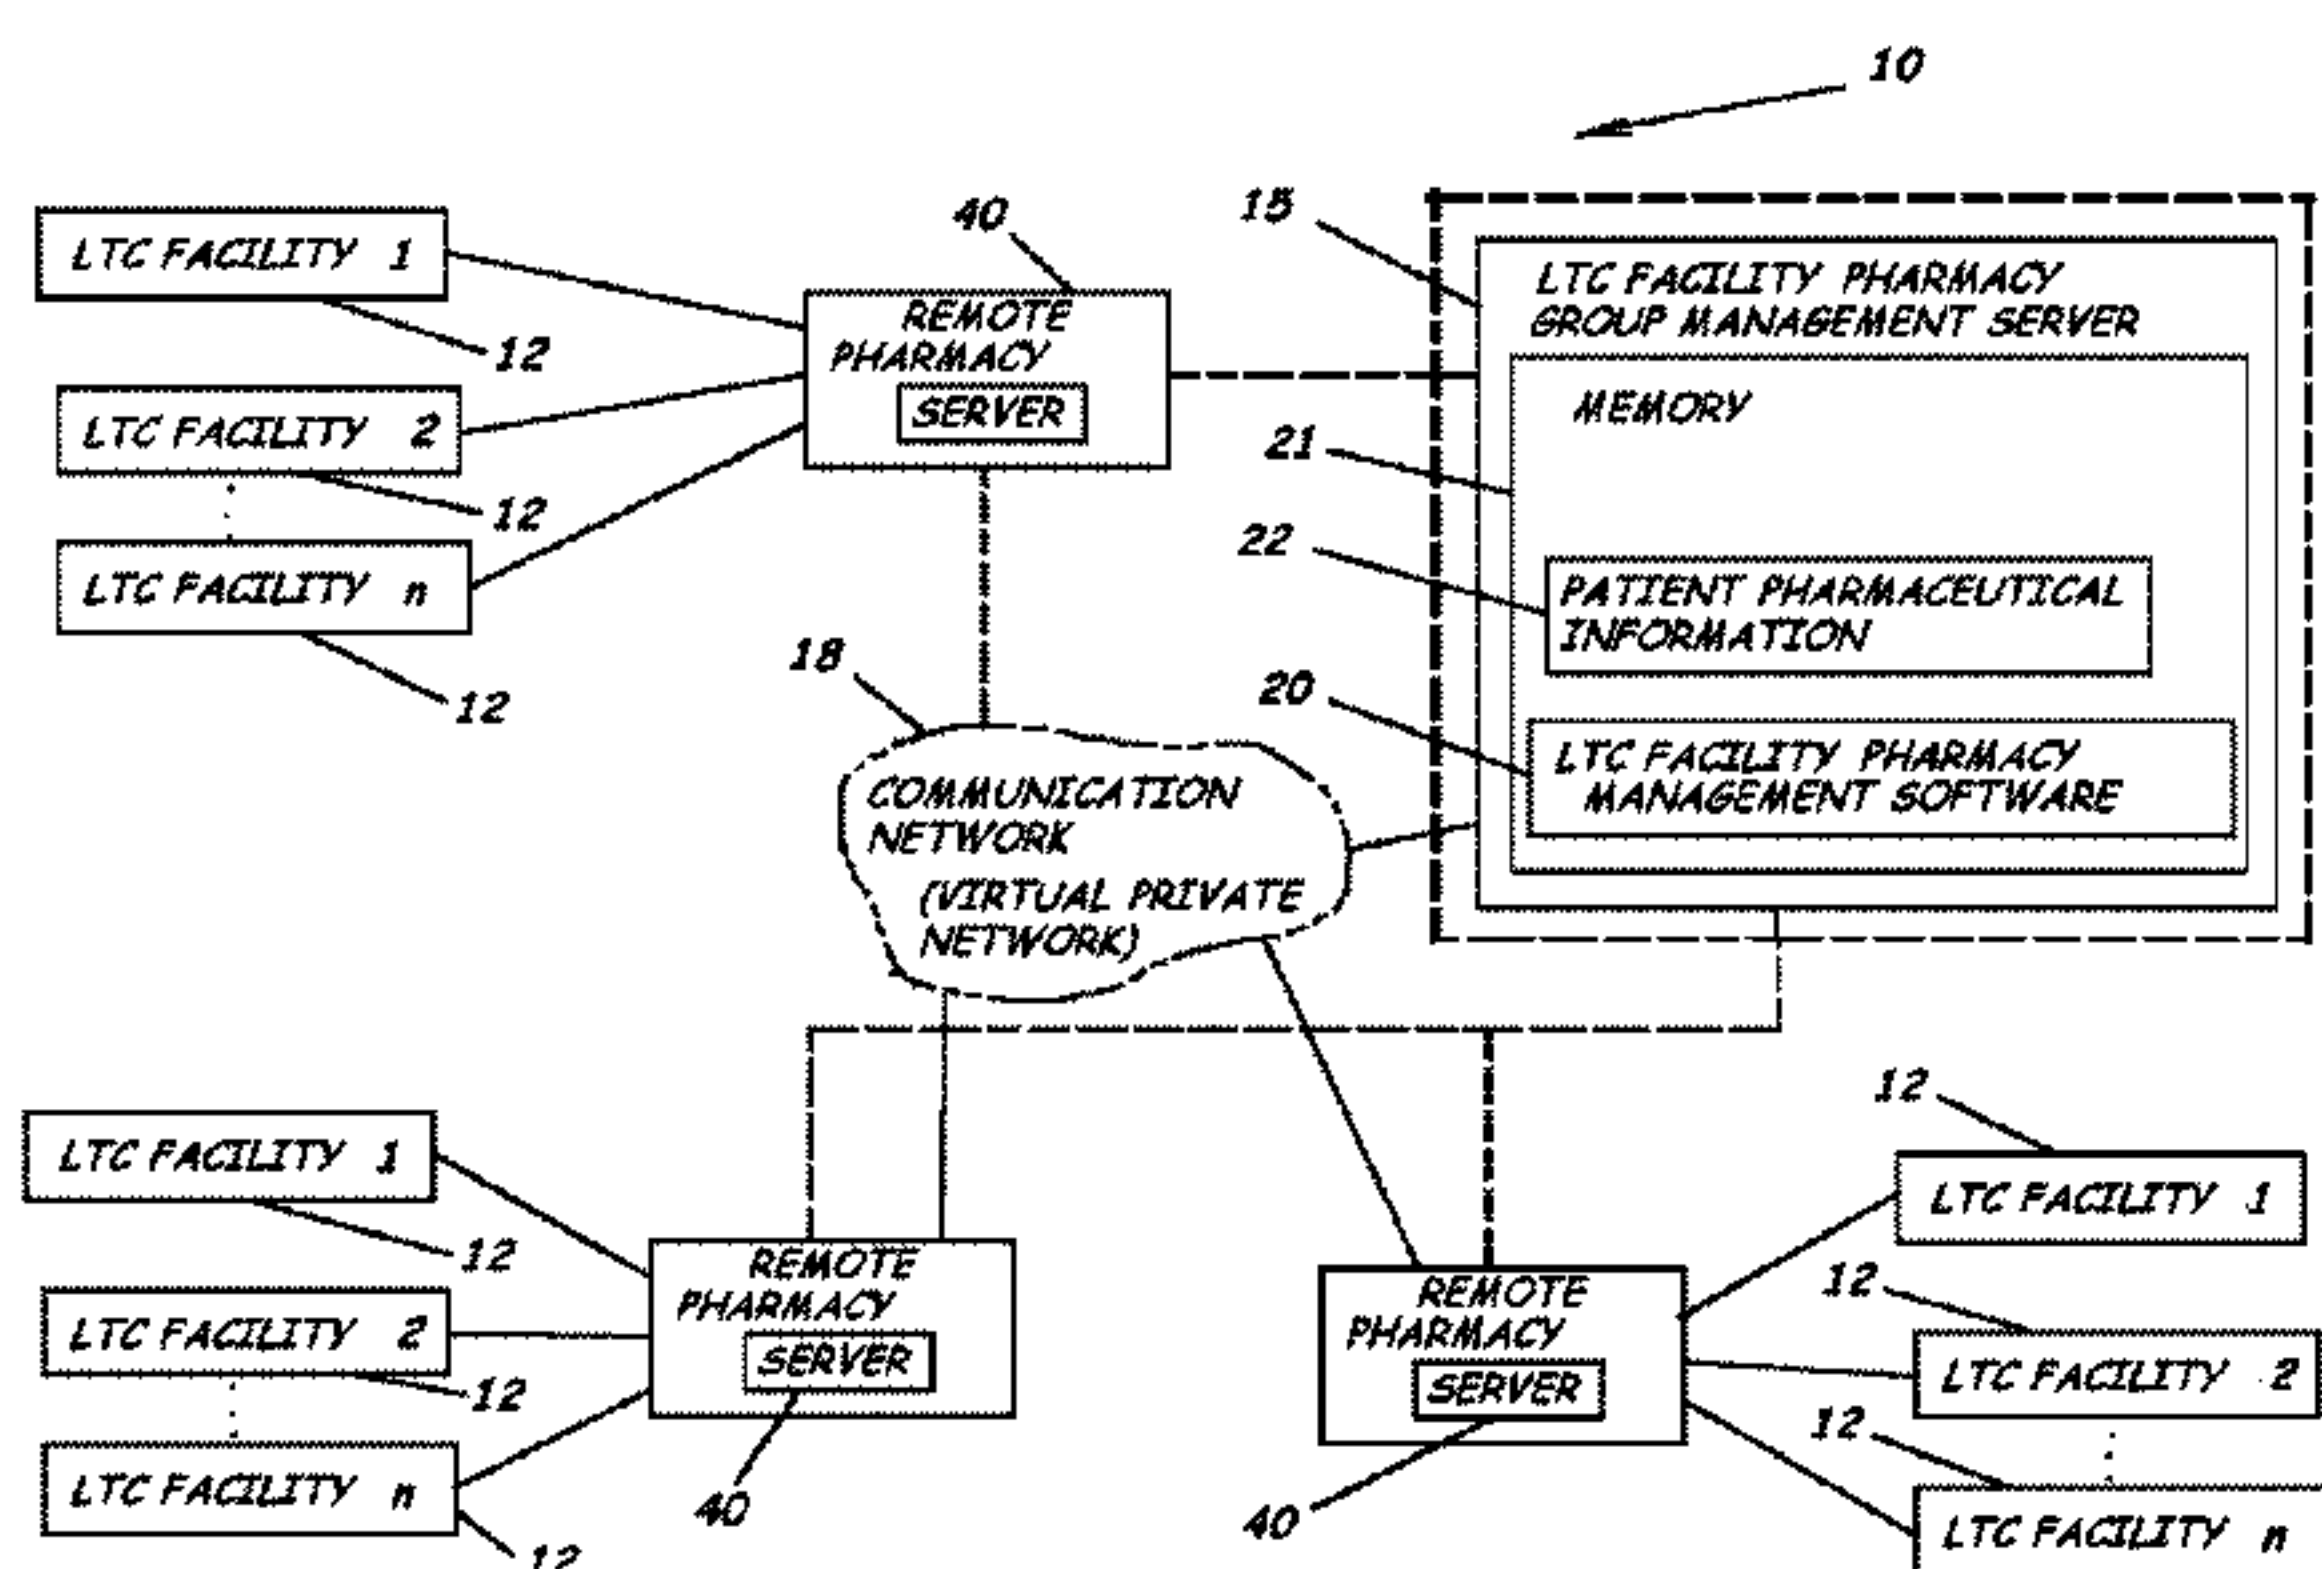 10
LTC FACILITY 1
12
LTC FACILITY 2
12
LTC FACILITY n
12
40
REMOTE
PHARMACY
SERVER
15
LTC FACILITY PHARMACY
GROUP MANAGEMENT SERVER
MEMORY
21
22
PATIENT PHARMACEUTICAL
INFORMATION
20
LTC FACILITY PHARMACY
MANAGEMENT SOFTWARE
18
COMMUNICATION
NETWORK
(VIRTUAL PRIVATE
NETWORK)
LTC FACILITY 1
12
LTC FACILITY 2
12
LTC FACILITY n
12
REMOTE
PHARMACY
SERVER
40
REMOTE
PHARMACY
SERVER
40
12
LTC FACILITY 1
12
LTC FACILITY 2
12
LTC FACILITY n